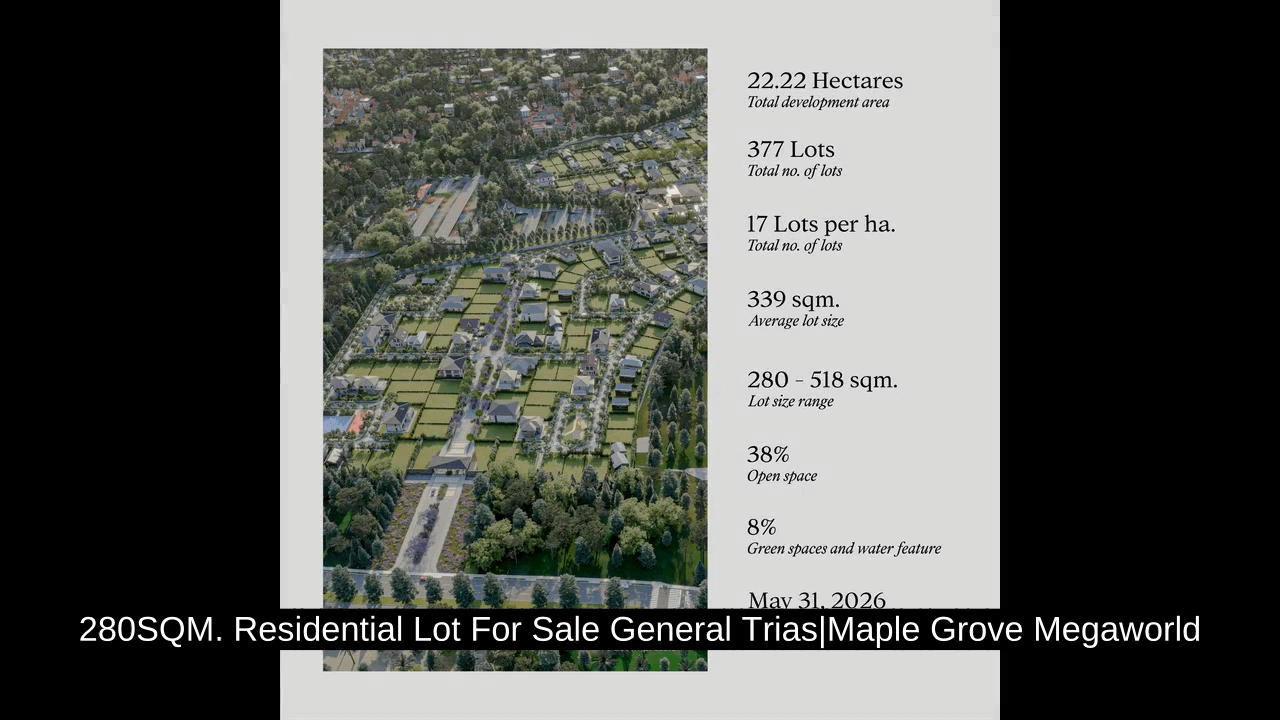 22.22 Hectares
Total development area
377 Lots
Total no. of lots
17 Lots per ha.
Total no. of lots
339 sqm.
Average lot size
280 - 518 sqm.
Lot size range
38%
Open space
8%
Green spaces and water feature
May 31, 2026
280SQM. Residential Lot For Sale General Trias|Maple Grove Megaworld